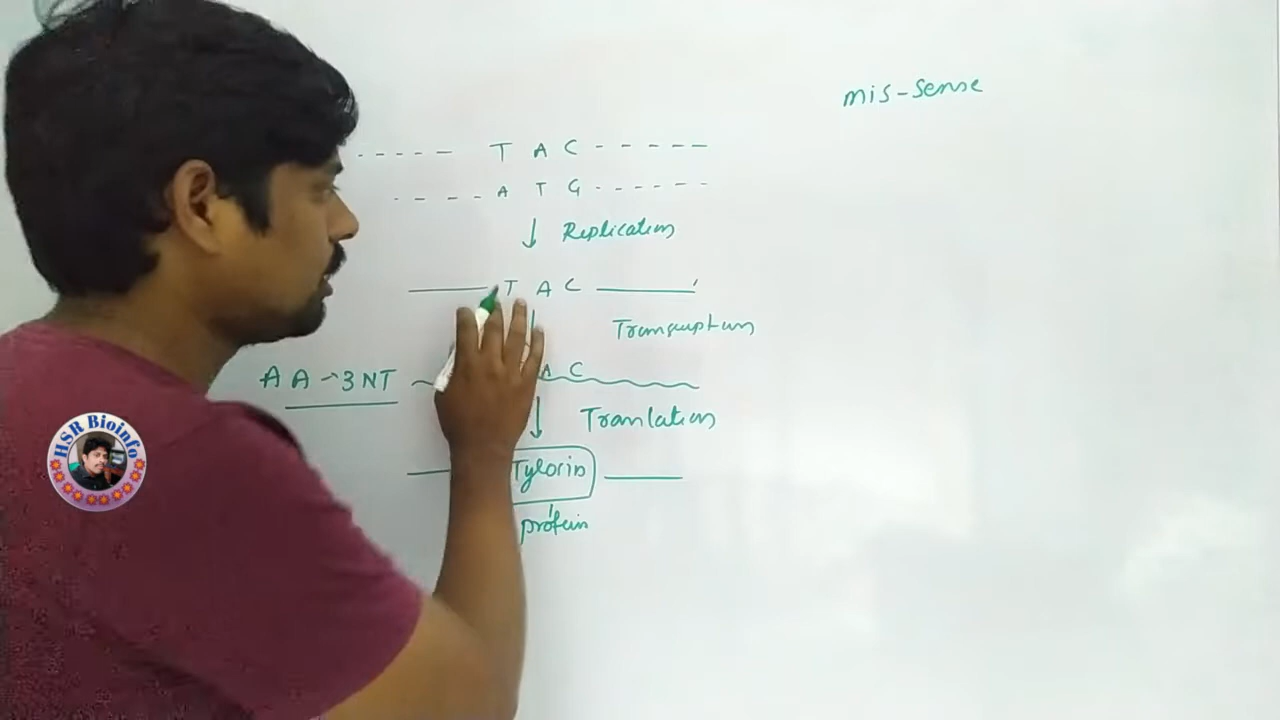 mis-sense
T A C
A T G
↓ Replication
T A C
Transcription
AA→3NT
A C
↓ Translation
Tylorin
protein
HSR Bioinfo